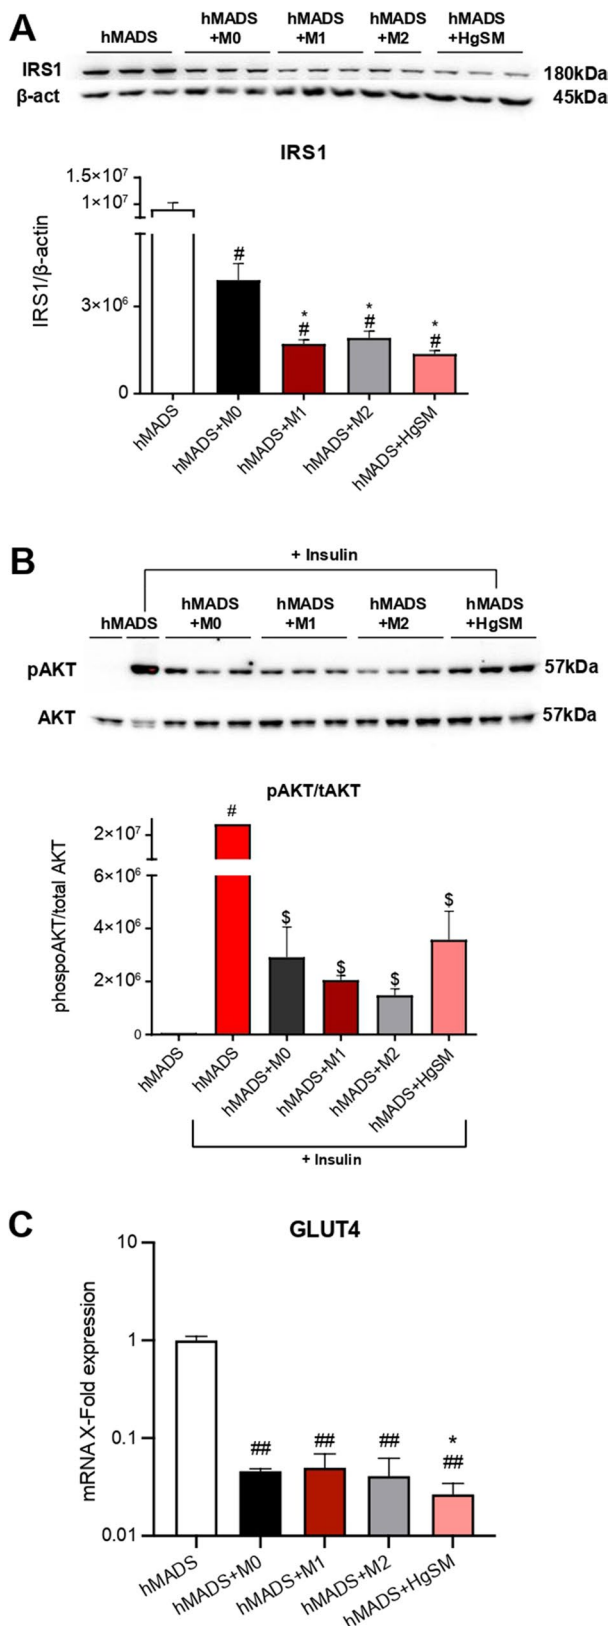 A
hMADS
hMADS
+M0
hMADS
+M1
hMADS
+M2
hMADS
+HgSM
IRS1
180kDa
β-act
45kDa
IRS1
IRS1/β-actin
1.5×10⁷
1×10⁷
3×10⁶
0
#
*
#
*
#
*
#
hMADS
hMADS+M0
hMADS+M1
hMADS+M2
hMADS+HgSM
B
+ Insulin
hMADS
hMADS
+M0
hMADS
+M1
hMADS
+M2
hMADS
+HgSM
pAKT
57kDa
AKT
57kDa
pAKT/tAKT
phospoAKT/total AKT
2×10⁷
6×10⁶
4×10⁶
2×10⁶
0
#
$
$
$
$
hMADS
hMADS
hMADS+M0
hMADS+M1
hMADS+M2
hMADS+HgSM
+ Insulin
C
GLUT4
mRNA X-Fold expression
10
1
0.1
0.01
##
##
##
*
##
hMADS
hMADS+M0
hMADS+M1
hMADS+M2
hMADS+HgSM